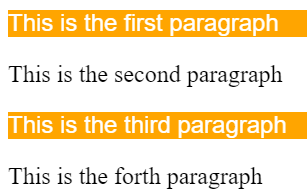 This is the first paragraph
This is the second paragraph
This is the third paragraph
This is the forth paragraph